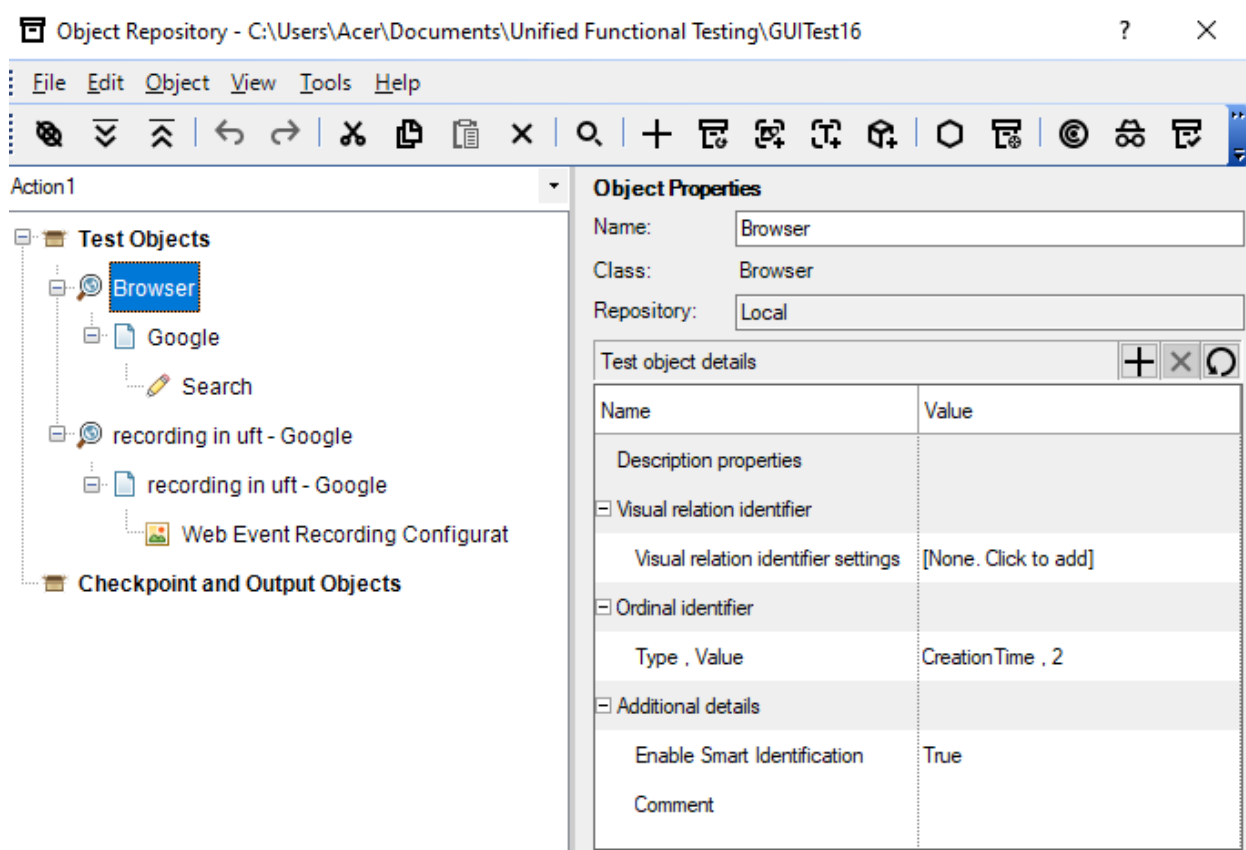 Object Repository - C:\Users\Acer\Documents\Unified Functional Testing\GUITest16 ?
File Edit Object View Tools Help
Action1
Test Objects
Browser
Google
Search
recording in uft - Google
recording in uft - Google
Web Event Recording Configurat
Checkpoint and Output Objects
Object Properties
Name: Browser
Class: Browser
Repository: Local
Test object details
Name Value
Description properties
Visual relation identifier
Visual relation identifier settings [None. Click to add]
Ordinal identifier
Type , Value CreationTime , 2
Additional details
Enable Smart Identification True
Comment